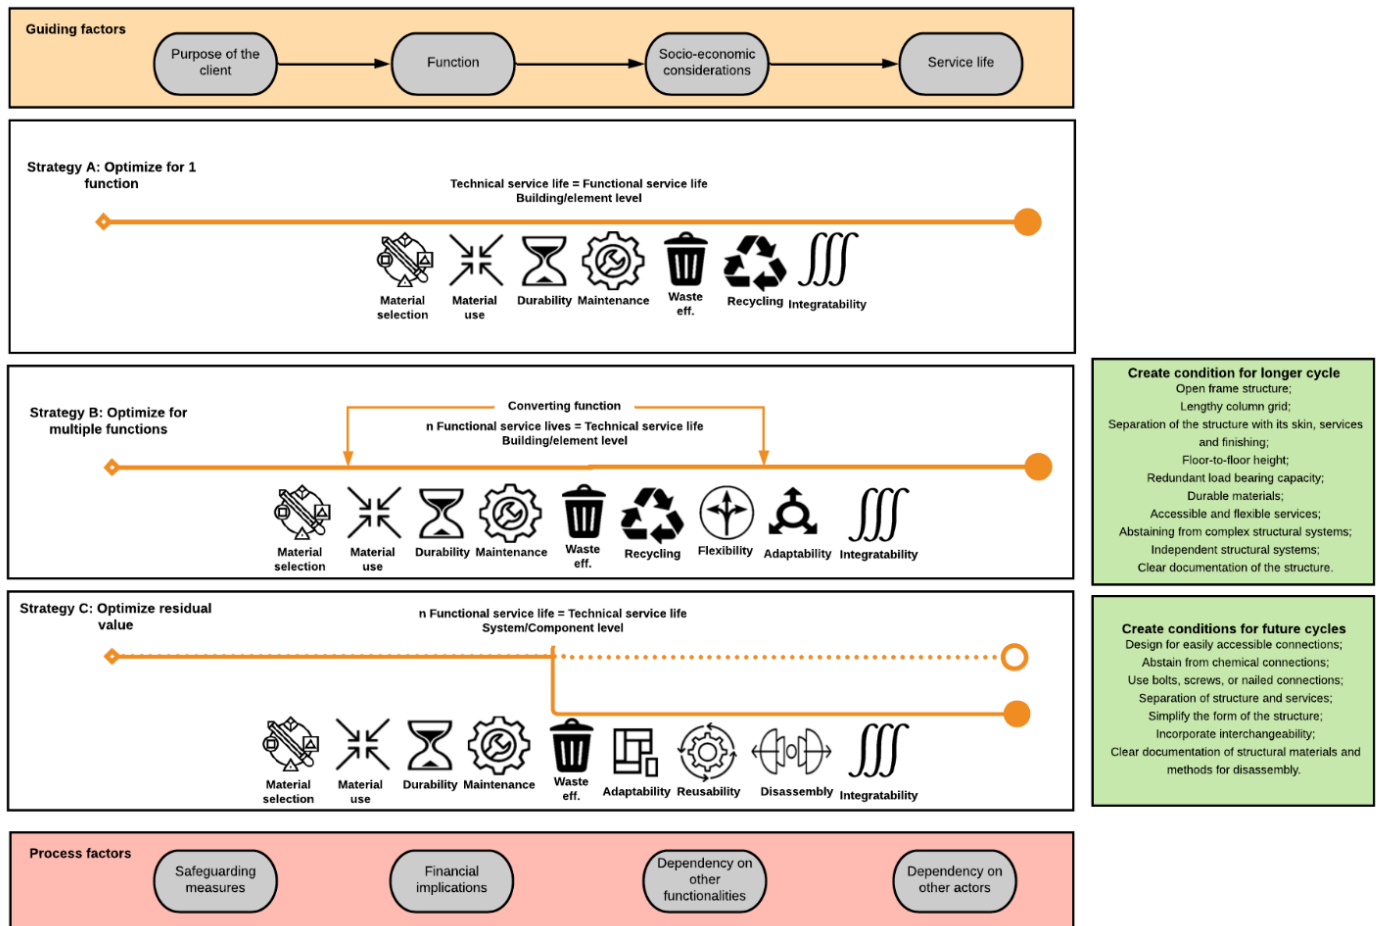 Guiding factors
Purpose of the
client
Function
Socio-economic
considerations
Service life
Strategy A: Optimize for 1
function
Technical service life = Functional service life
Building/element level
Material
selection
Material
use
Durability
Maintenance
Waste
eff.
Recycling
Integratability
Strategy B: Optimize for
multiple functions
Converting function
n Functional service lives = Technical service life
Building/element level
Material
selection
Material
use
Durability
Maintenance
Waste
eff.
Recycling
Flexibility
Adaptability
Integratability
Create condition for longer cycle
Open frame structure;
Lengthy column grid;
Separation of the structure with its skin, services
and finishing;
Floor-to-floor height;
Redundant load bearing capacity;
Durable materials;
Accessible and flexible services;
Abstaining from complex structural systems;
Independent structural systems;
Clear documentation of the structure.
Strategy C: Optimize residual
value
n Functional service life = Technical service life
System/Component level
Material
selection
Material
use
Durability
Maintenance
Waste
eff.
Adaptability
Reusability
Disassembly
Integratability
Create conditions for future cycles
Design for easily accessible connections;
Abstain from chemical connections;
Use bolts, screws, or nailed connections;
Separation of structure and services;
Simplify the form of the structure;
Incorporate interchangeability;
Clear documentation of structural materials and
methods for disassembly.
Process factors
Safeguarding
measures
Financial
implications
Dependency on
other
functionalities
Dependency on
other actors